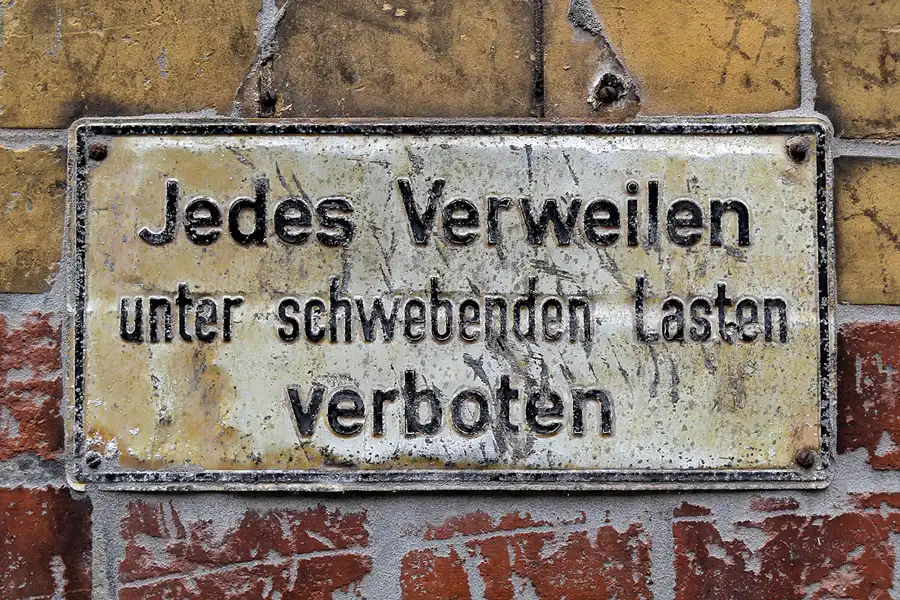 Jedes Verweilen
unter schwebenden Lasten
verboten